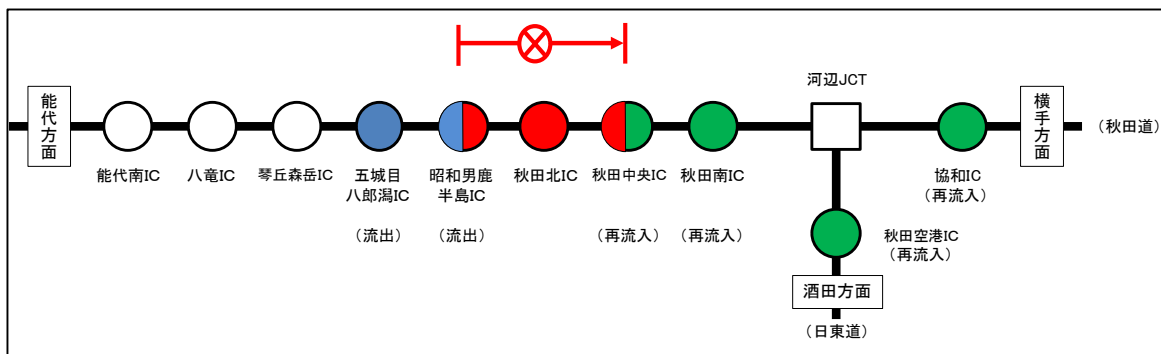 河辺JCT
能代方面
横手方面
（秋田道）
能代南IC
八竜IC
琴丘森岳IC
五城目
八郎潟IC
昭和男鹿
半島IC
秋田北IC
秋田中央IC
秋田南IC
協和IC
（再流入）
（流出）
（流出）
（再流入）
（再流入）
秋田空港IC
（再流入）
酒田方面
（日東道）